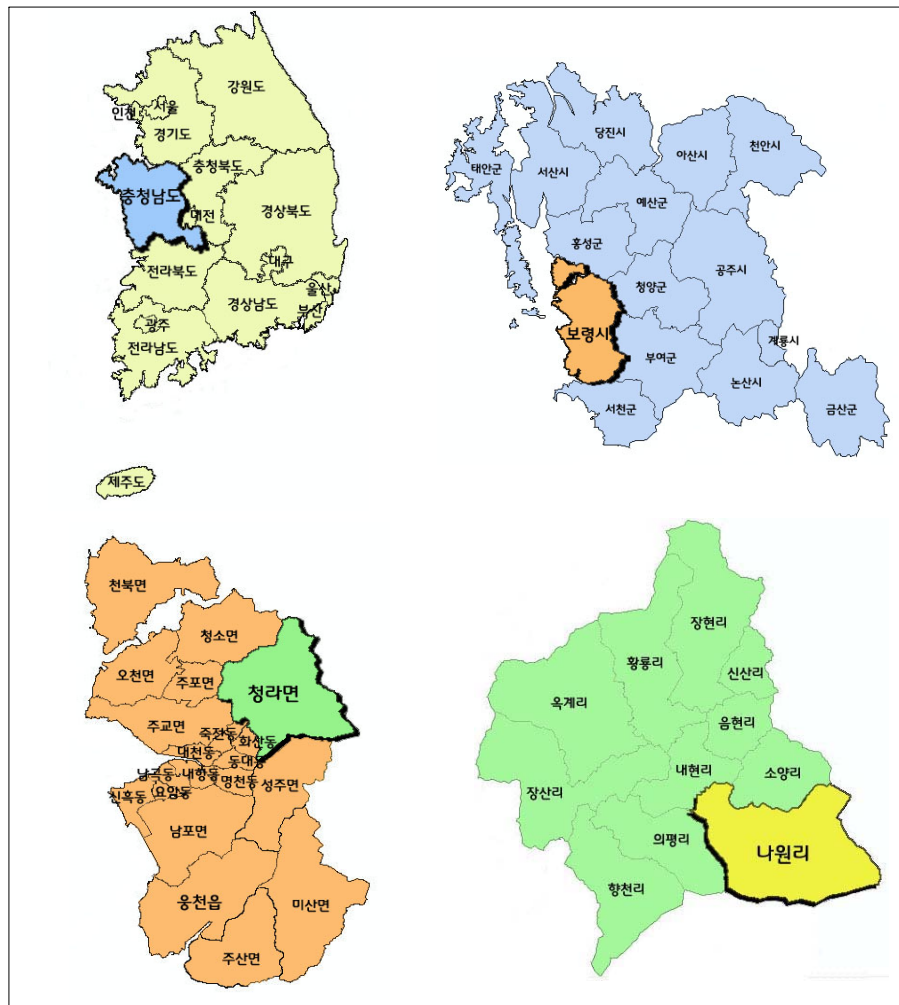 강원도
서울
인천
경기도
충청북도
충청남도
대전
경상북도
대구
전라북도
울산
경상남도
부산
광주
전라남도
제주도
당진시
천안시
아산시
태안군
서산시
예산군
홍성군
공주시
청양군
보령시
계룡시
부여군
논산시
서천군
금산군
천북면
청소면
오천면
주포면
청라면
주교면
죽정동
화산동
대천동
동대동
남곡동
내항동
명천동
성주면
신흑동
요암동
남포면
웅천읍
미산면
주산면
장현리
황룡리
신산리
옥계리
음현리
내현리
소양리
장산리
의평리
나원리
향천리